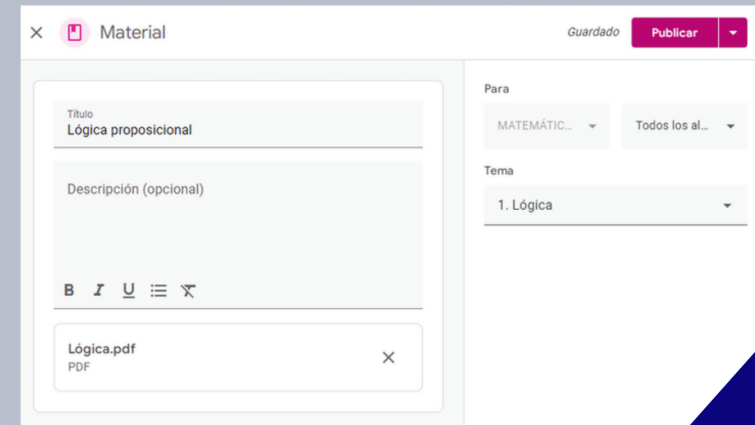 Material
Guardado
Publicar
Título
Lógica proposicional
Descripción (opcional)
B I U
Lógica.pdf
PDF
Para
MATEMÁTIC...
Todos los al...
Tema
1. Lógica